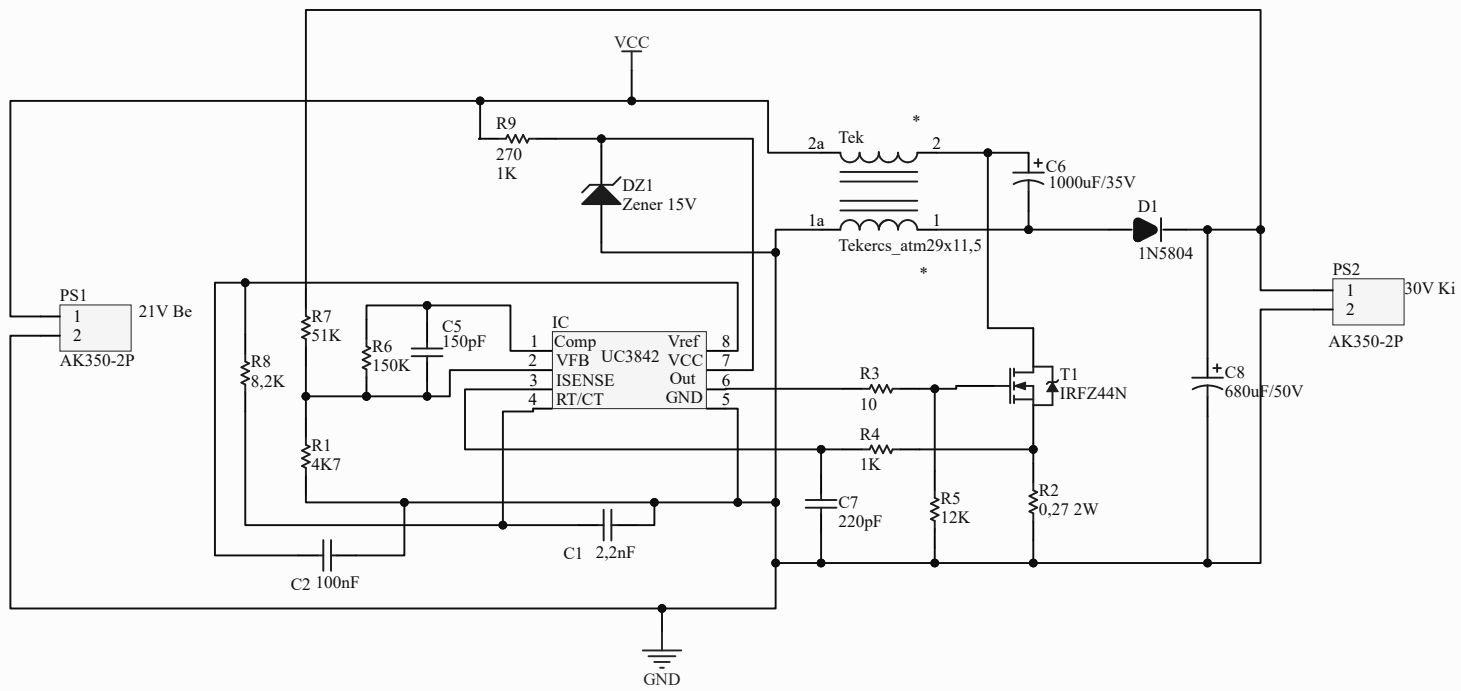 VCC
R9
270
1K
DZ1
Zener 15V
2a
Tek
*
2
C6
1000uF/35V
1a
1
Tekercs_atm29x11,5
*
D1
1N5804
PS1
1
2
21V Be
AK350-2P
PS2
1
2
30V Ki
AK350-2P
R7
51K
R8
8,2K
R6
150K
C5
150pF
IC
UC3842
1 Comp Vref 8
2 VFB VCC 7
3 ISENSE Out 6
4 RT/CT GND 5
R3
10
T1
IRFZ44N
C8
680uF/50V
R4
1K
R1
4K7
C7
220pF
R5
12K
R2
0,27 2W
C1 2,2nF
C2 100nF
GND